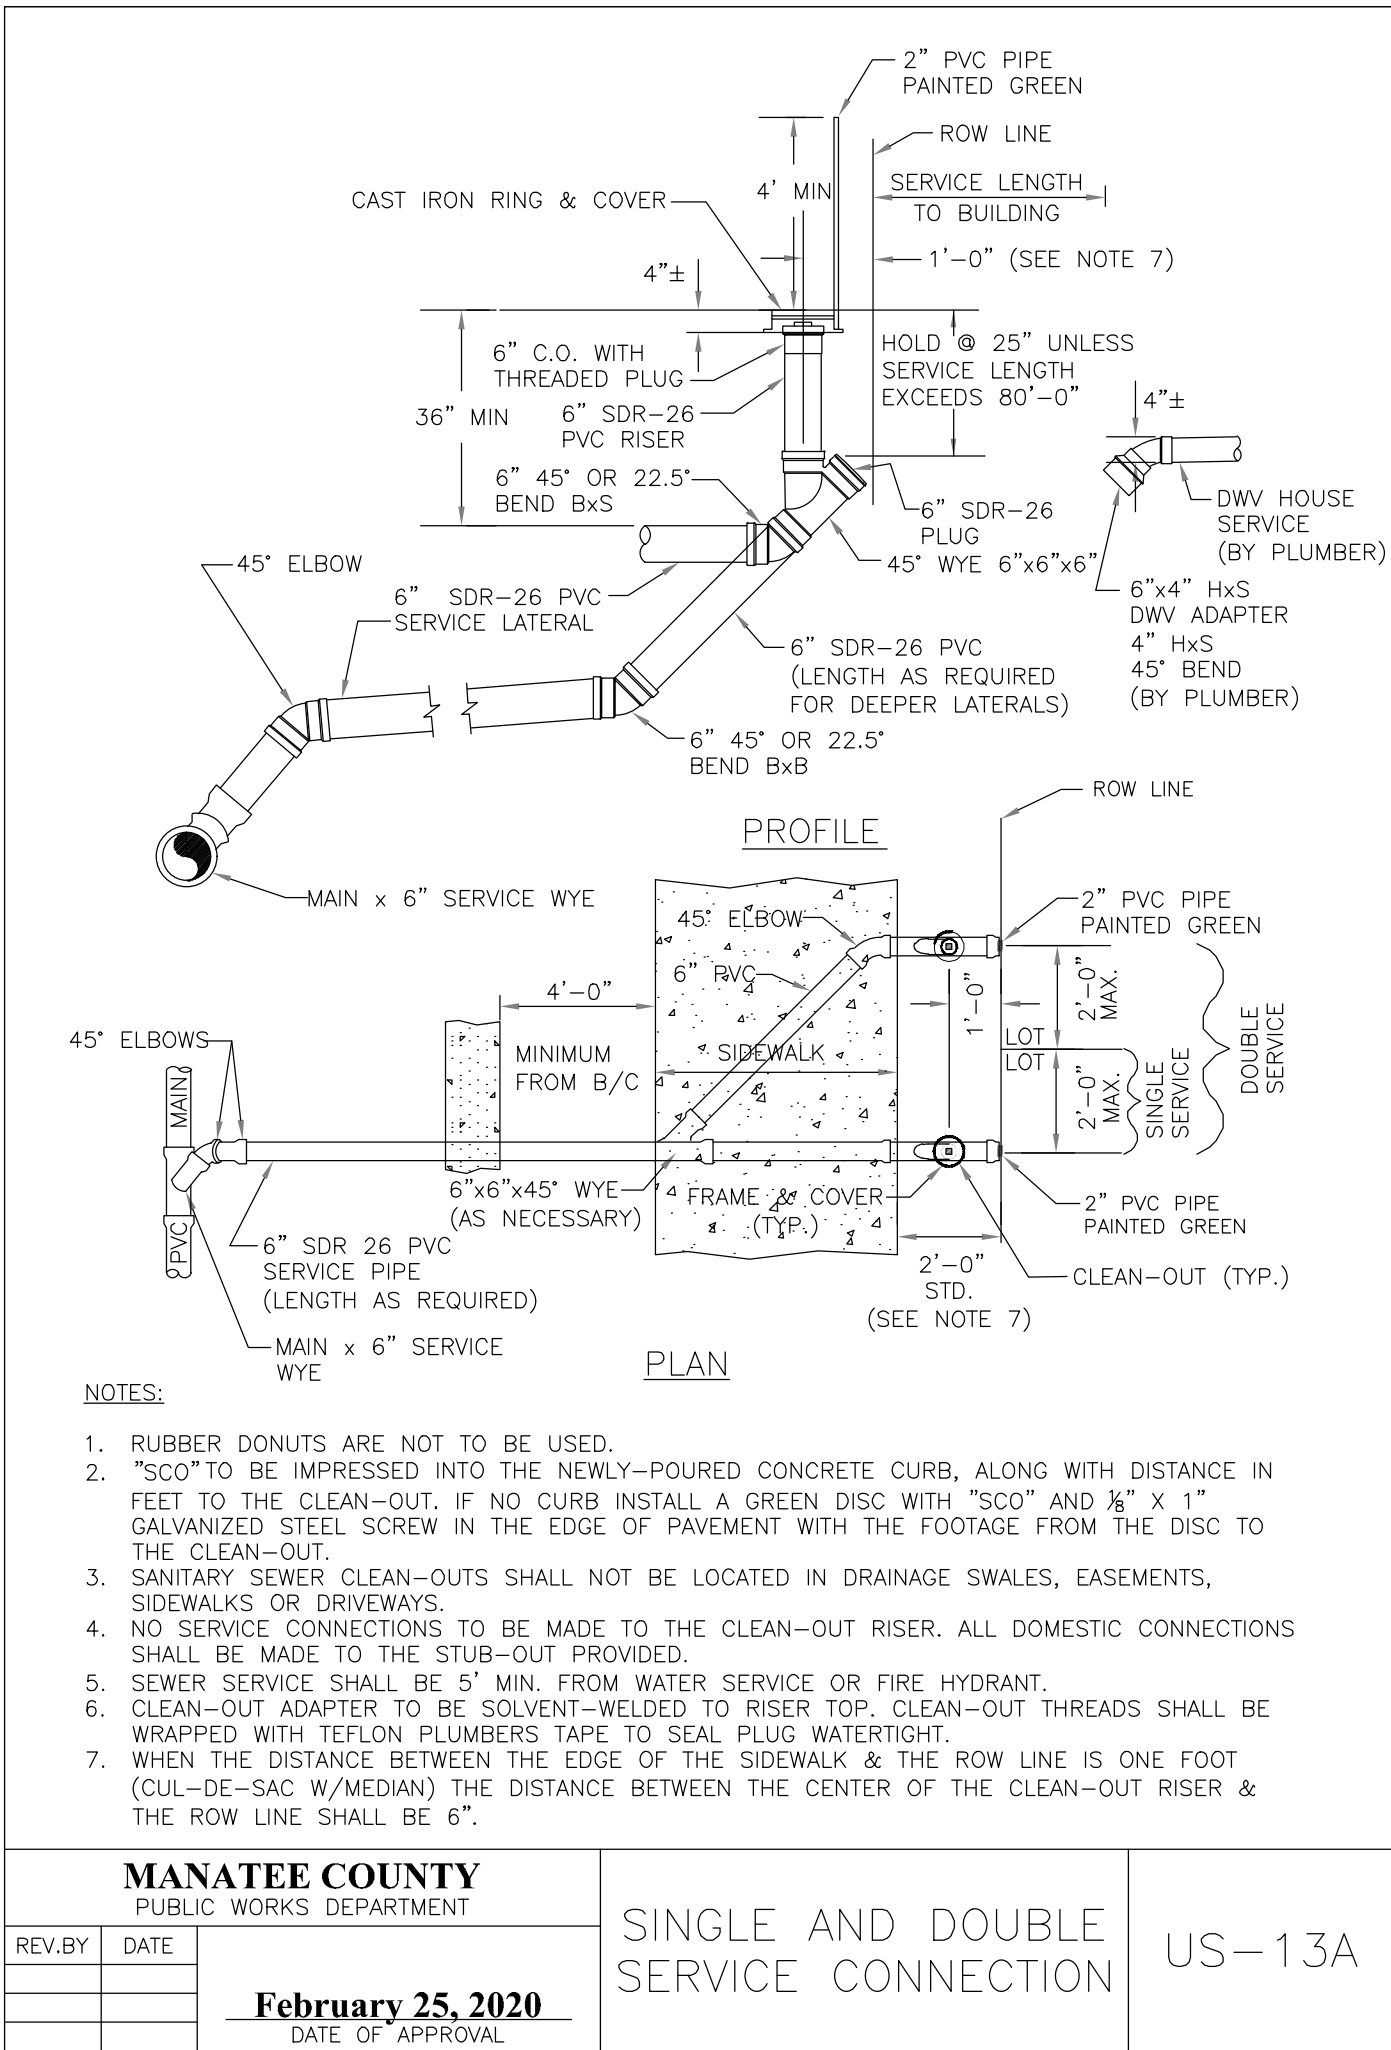 2" PVC PIPE
PAINTED GREEN
ROW LINE
4' MIN
SERVICE LENGTH
TO BUILDING
CAST IRON RING & COVER
1'-0" (SEE NOTE 7)
4"±
6" C.O. WITH
THREADED PLUG
HOLD @ 25" UNLESS
SERVICE LENGTH
EXCEEDS 80'-0"
36" MIN
6" SDR-26
PVC RISER
4"±
6" 45° OR 22.5°
BEND BxS
6" SDR-26
PLUG
DWV HOUSE
SERVICE
(BY PLUMBER)
45° ELBOW
45° WYE 6"x6"x6"
6" SDR-26 PVC
SERVICE LATERAL
6"x4" HxS
DWV ADAPTER
4" HxS
45° BEND
(BY PLUMBER)
6" SDR-26 PVC
(LENGTH AS REQUIRED
FOR DEEPER LATERALS)
6" 45° OR 22.5°
BEND BxB
ROW LINE
PROFILE
MAIN x 6" SERVICE WYE
45° ELBOW
2" PVC PIPE
PAINTED GREEN
6" PVC
4'-0"
1'-0"
2'-0"
MAX.
45° ELBOWS
MINIMUM
FROM B/C
SIDEWALK
LOT
LOT
DOUBLE
SERVICE
MAIN
2'-0"
MAX.
SINGLE
SERVICE
6"x6"x45° WYE
(AS NECESSARY)
FRAME & COVER
(TYP.)
2" PVC PIPE
PAINTED GREEN
PVC
6" SDR 26 PVC
SERVICE PIPE
(LENGTH AS REQUIRED)
2'-0"
STD.
(SEE NOTE 7)
CLEAN-OUT (TYP.)
MAIN x 6" SERVICE
WYE
PLAN
NOTES:
1. RUBBER DONUTS ARE NOT TO BE USED.
2. "SCO" TO BE IMPRESSED INTO THE NEWLY-POURED CONCRETE CURB, ALONG WITH DISTANCE IN
FEET TO THE CLEAN-OUT. IF NO CURB INSTALL A GREEN DISC WITH "SCO" AND ⅛" X 1"
GALVANIZED STEEL SCREW IN THE EDGE OF PAVEMENT WITH THE FOOTAGE FROM THE DISC TO
THE CLEAN-OUT.
3. SANITARY SEWER CLEAN-OUTS SHALL NOT BE LOCATED IN DRAINAGE SWALES, EASEMENTS,
SIDEWALKS OR DRIVEWAYS.
4. NO SERVICE CONNECTIONS TO BE MADE TO THE CLEAN-OUT RISER. ALL DOMESTIC CONNECTIONS
SHALL BE MADE TO THE STUB-OUT PROVIDED.
5. SEWER SERVICE SHALL BE 5' MIN. FROM WATER SERVICE OR FIRE HYDRANT.
6. CLEAN-OUT ADAPTER TO BE SOLVENT-WELDED TO RISER TOP. CLEAN-OUT THREADS SHALL BE
WRAPPED WITH TEFLON PLUMBERS TAPE TO SEAL PLUG WATERTIGHT.
7. WHEN THE DISTANCE BETWEEN THE EDGE OF THE SIDEWALK & THE ROW LINE IS ONE FOOT
(CUL-DE-SAC W/MEDIAN) THE DISTANCE BETWEEN THE CENTER OF THE CLEAN-OUT RISER &
THE ROW LINE SHALL BE 6".
MANATEE COUNTY
PUBLIC WORKS DEPARTMENT
REV.BY DATE
February 25, 2020
DATE OF APPROVAL
SINGLE AND DOUBLE
SERVICE CONNECTION
US-13A